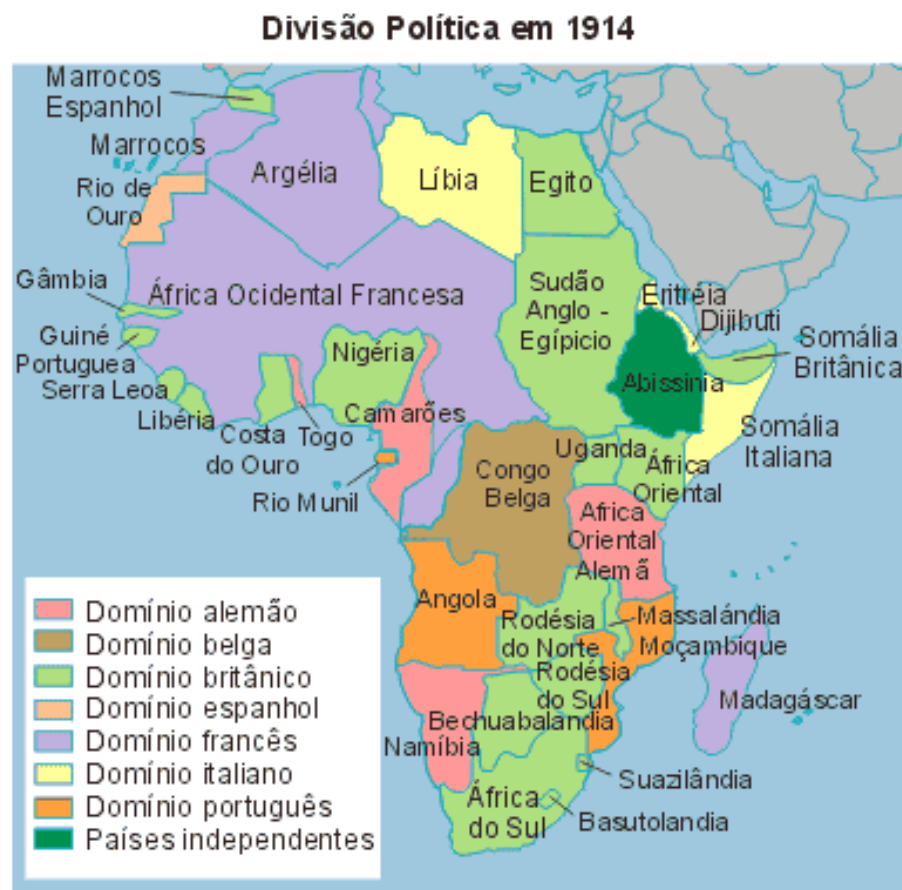 Divisão Política em 1914
Marrocos
Espanhol
Marrocos
Rio de
Ouro
Argélia
Líbia
Egito
Gâmbia
África Ocidental Francesa
Sudão
Anglo -
Egípicio
Eritréia
Dijibuti
Guiné
Portuguea
Serra Leoa
Libéria
Nigéria
Abissinia
Somália
Britânica
Costa
do Ouro
Togo
Camarões
Rio Munil
Congo
Belga
Uganda
África
Oriental
Somália
Italiana
Africa
Oriental
Alemã
Angola
Rodésia
do Norte
Massalándia
Moçambique
Rodésia
do Sul
Madagáscar
Bechuabalándia
Namíbia
Suazilândia
África
do Sul
Basutolandia
Domínio alemão
Domínio belga
Domínio britânico
Domínio espanhol
Domínio francês
Domínio italiano
Domínio português
Países independentes